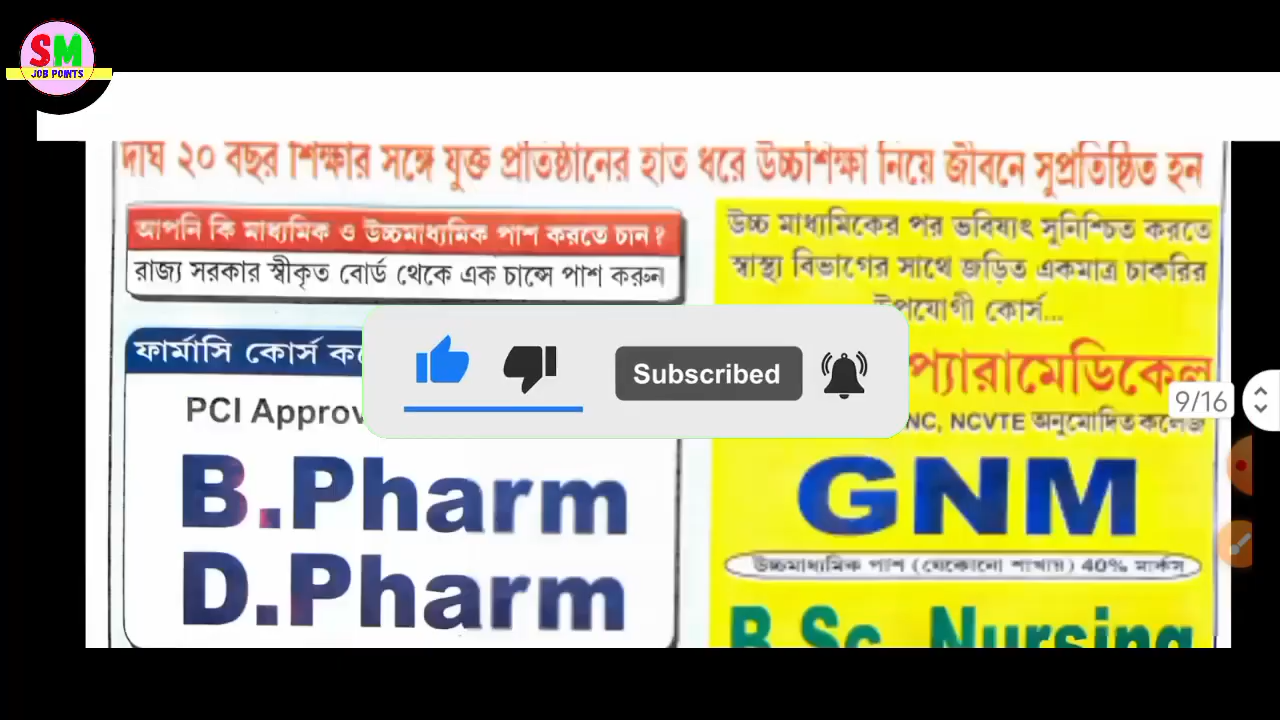 SM
JOB POINTS
দীর্ঘ ২০ বছর শিক্ষার সঙ্গে যুক্ত প্রতিষ্ঠানের হাত ধরে উচ্চশিক্ষা নিয়ে জীবনে সুপ্রতিষ্ঠিত হন
আপনি কি মাধ্যমিক ও উচ্চমাধ্যমিক পাশ করতে চান?
রাজ্য সরকার স্বীকৃত বোর্ড থেকে এক চান্সে পাশ করুন
ফার্মাসি কোর্স
PCI
B.Pharm
D.Pharm
উচ্চ মাধ্যমিকের পর ভবিষ্যৎ সুনিশ্চিত করতে
স্বাস্থ্য বিভাগের সাথে জড়িত একমাত্র চাকরির
উপযোগী কোর্স...
প্যারামেডিকেল
NCVTE অনুমোদিত কলেজ
GNM
উচ্চমাধ্যমিক পাশ (যেকোনো শাখায়) 40% মার্কস
B.Sc. Nursing
Subscribed
9/16